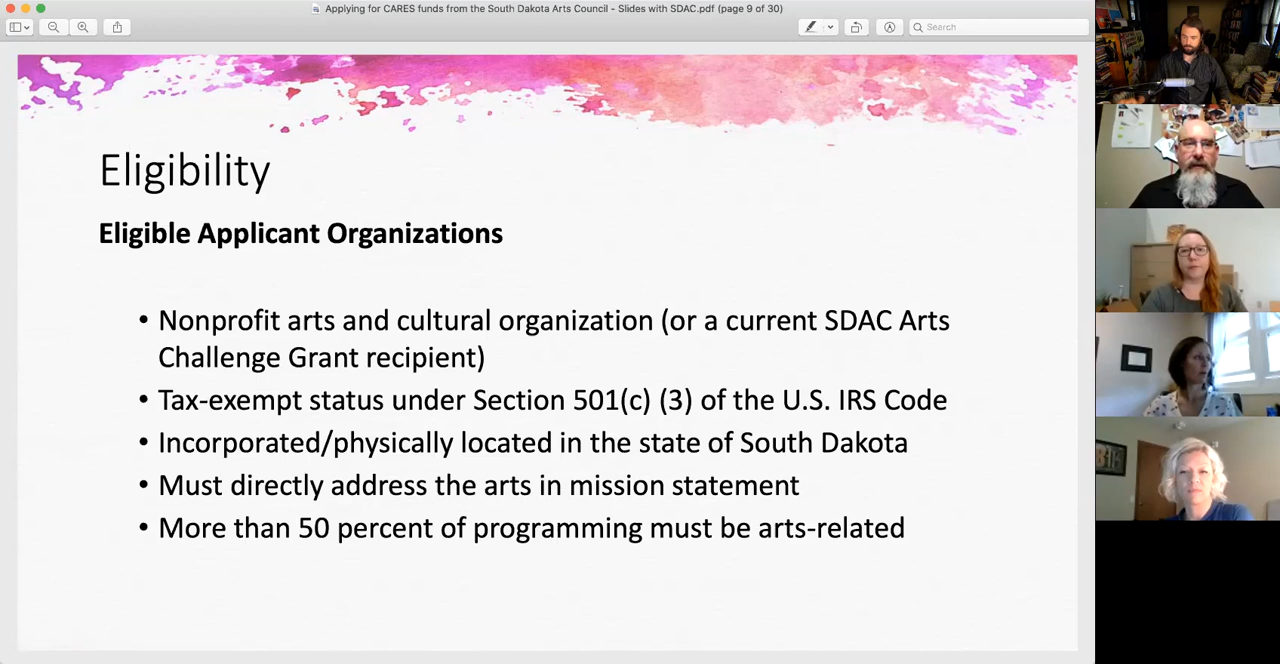 Applying for CARES funds from the South Dakota Arts Council - Slides with SDAC.pdf (page 9 of 30)
Search
Eligibility
Eligible Applicant Organizations
• Nonprofit arts and cultural organization (or a current SDAC Arts
Challenge Grant recipient)
• Tax-exempt status under Section 501(c) (3) of the U.S. IRS Code
• Incorporated/physically located in the state of South Dakota
• Must directly address the arts in mission statement
• More than 50 percent of programming must be arts-related